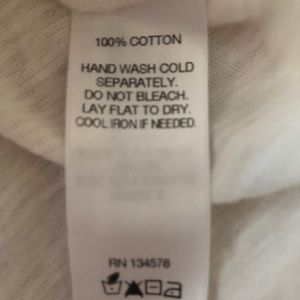 100% COTTON
HAND WASH COLD
SEPARATELY.
DO NOT BLEACH.
LAY FLAT TO DRY.
COOL IRON IF NEEDED.
RN 134578